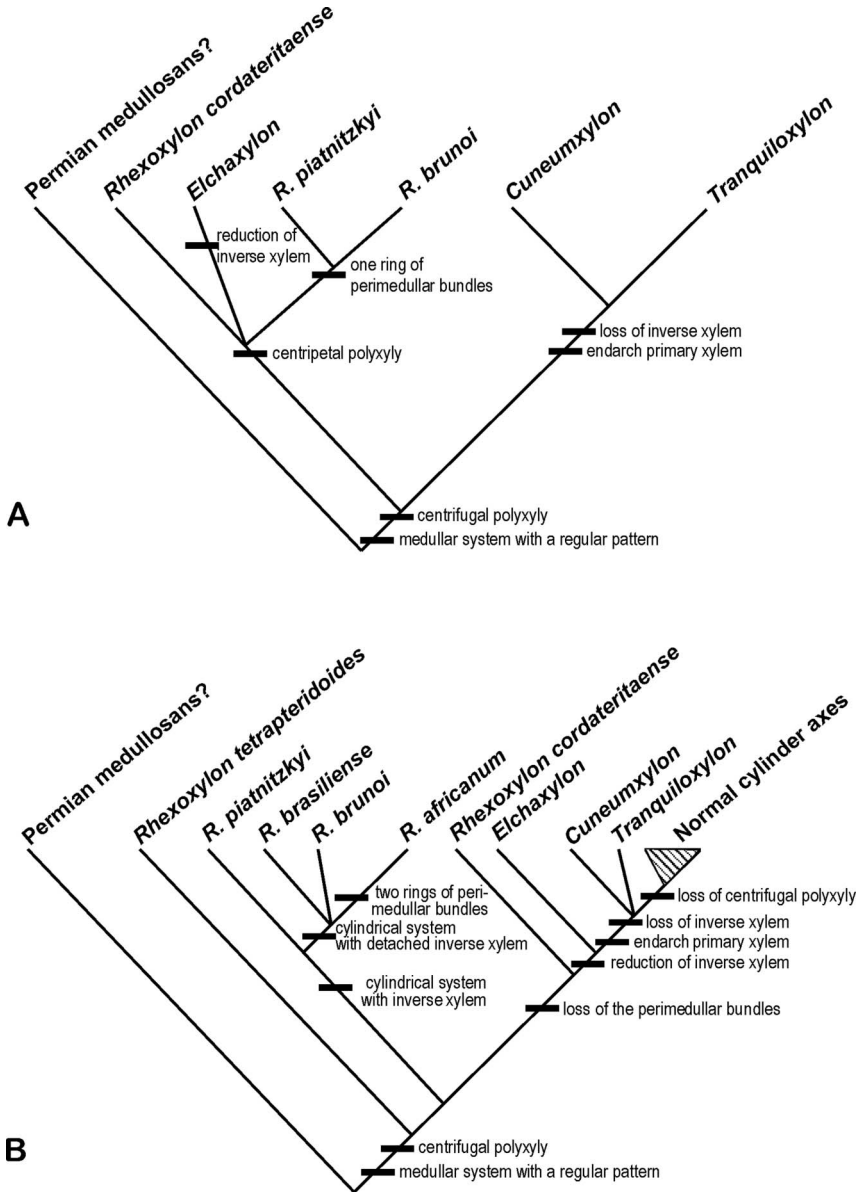 Permian medullosans?
Rhexoxylon cordateritaense
Elchaxylon
R. piatnitzkyi
R. brunoi
Cuneumxylon
Tranquiloxylon
reduction of
inverse xylem
one ring of
perimedullar bundles
centripetal polyxyly
loss of inverse xylem
endarch primary xylem
centrifugal polyxyly
medullar system with a regular pattern
A
Permian medullosans?
Rhexoxylon tetrapteridoides
R. piatnitzkyi
R. brasiliense
R. brunoi
R. africanum
Rhexoxylon cordateritaense
Elchaxylon
Cuneumxylon
Tranquiloxylon
Normal cylinder axes
two rings of peri-
medullar bundles
cylindrical system
with detached inverse xylem
cylindrical system
with inverse xylem
loss of centrifugal polyxyly
loss of inverse xylem
endarch primary xylem
reduction of inverse xylem
loss of the perimedullar bundles
centrifugal polyxyly
medullar system with a regular pattern
B